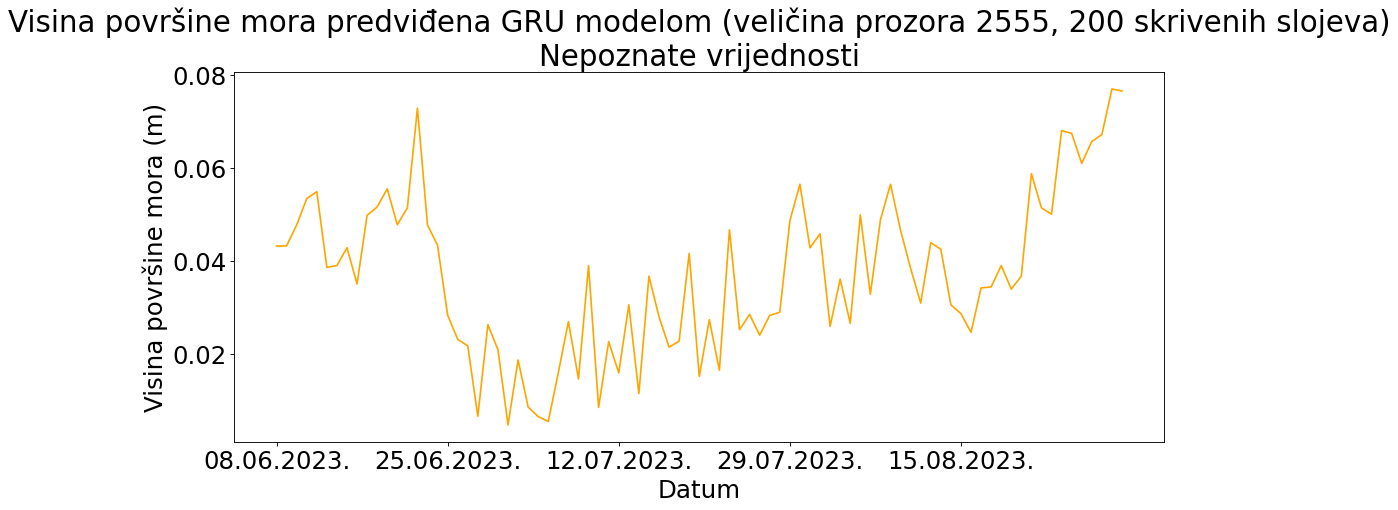 Visina površine mora predviđena GRU modelom (veličina prozora 2555, 200 skrivenih slojeva)
Nepoznate vrijednosti
0.08
0.06
0.04
0.02
Visina površine mora (m)
08.06.2023.
25.06.2023.
12.07.2023.
29.07.2023.
15.08.2023.
Datum